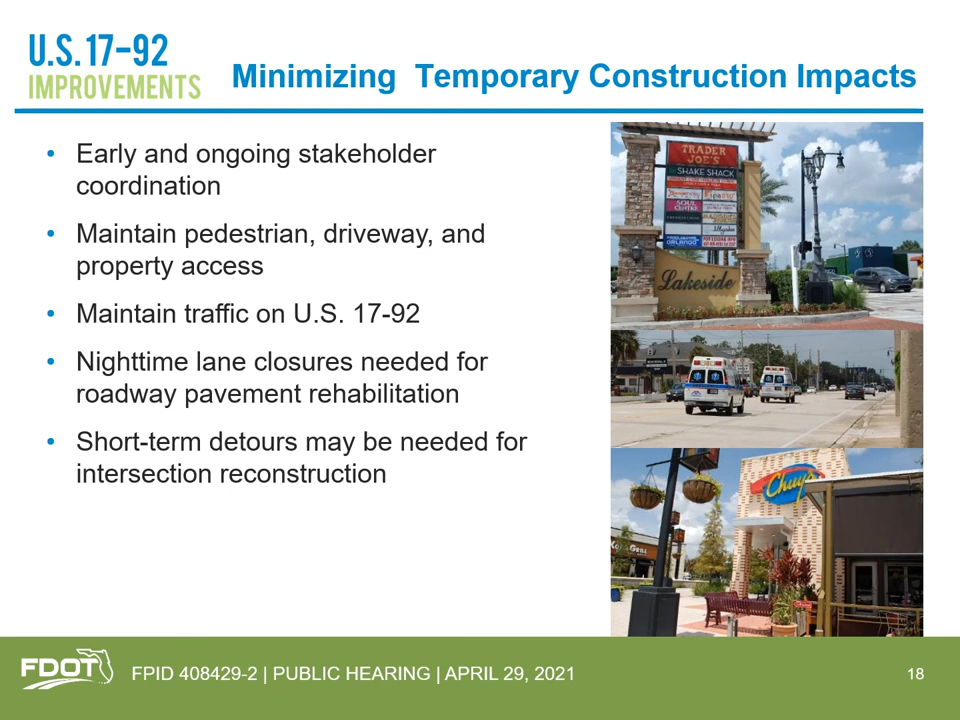 U.S. 17-92
IMPROVEMENTS
Minimizing  Temporary Construction Impacts
• Early and ongoing stakeholder
coordination
• Maintain pedestrian, driveway, and
property access
• Maintain traffic on U.S. 17-92
• Nighttime lane closures needed for
roadway pavement rehabilitation
• Short-term detours may be needed for
intersection reconstruction
TRADER
JOE'S
SHAKE SHACK
SOUL
CENTRE
ORLANDO
Lakeside
Chuy's
GRILL
FDOT
FPID 408429-2 | PUBLIC HEARING | APRIL 29, 2021
18